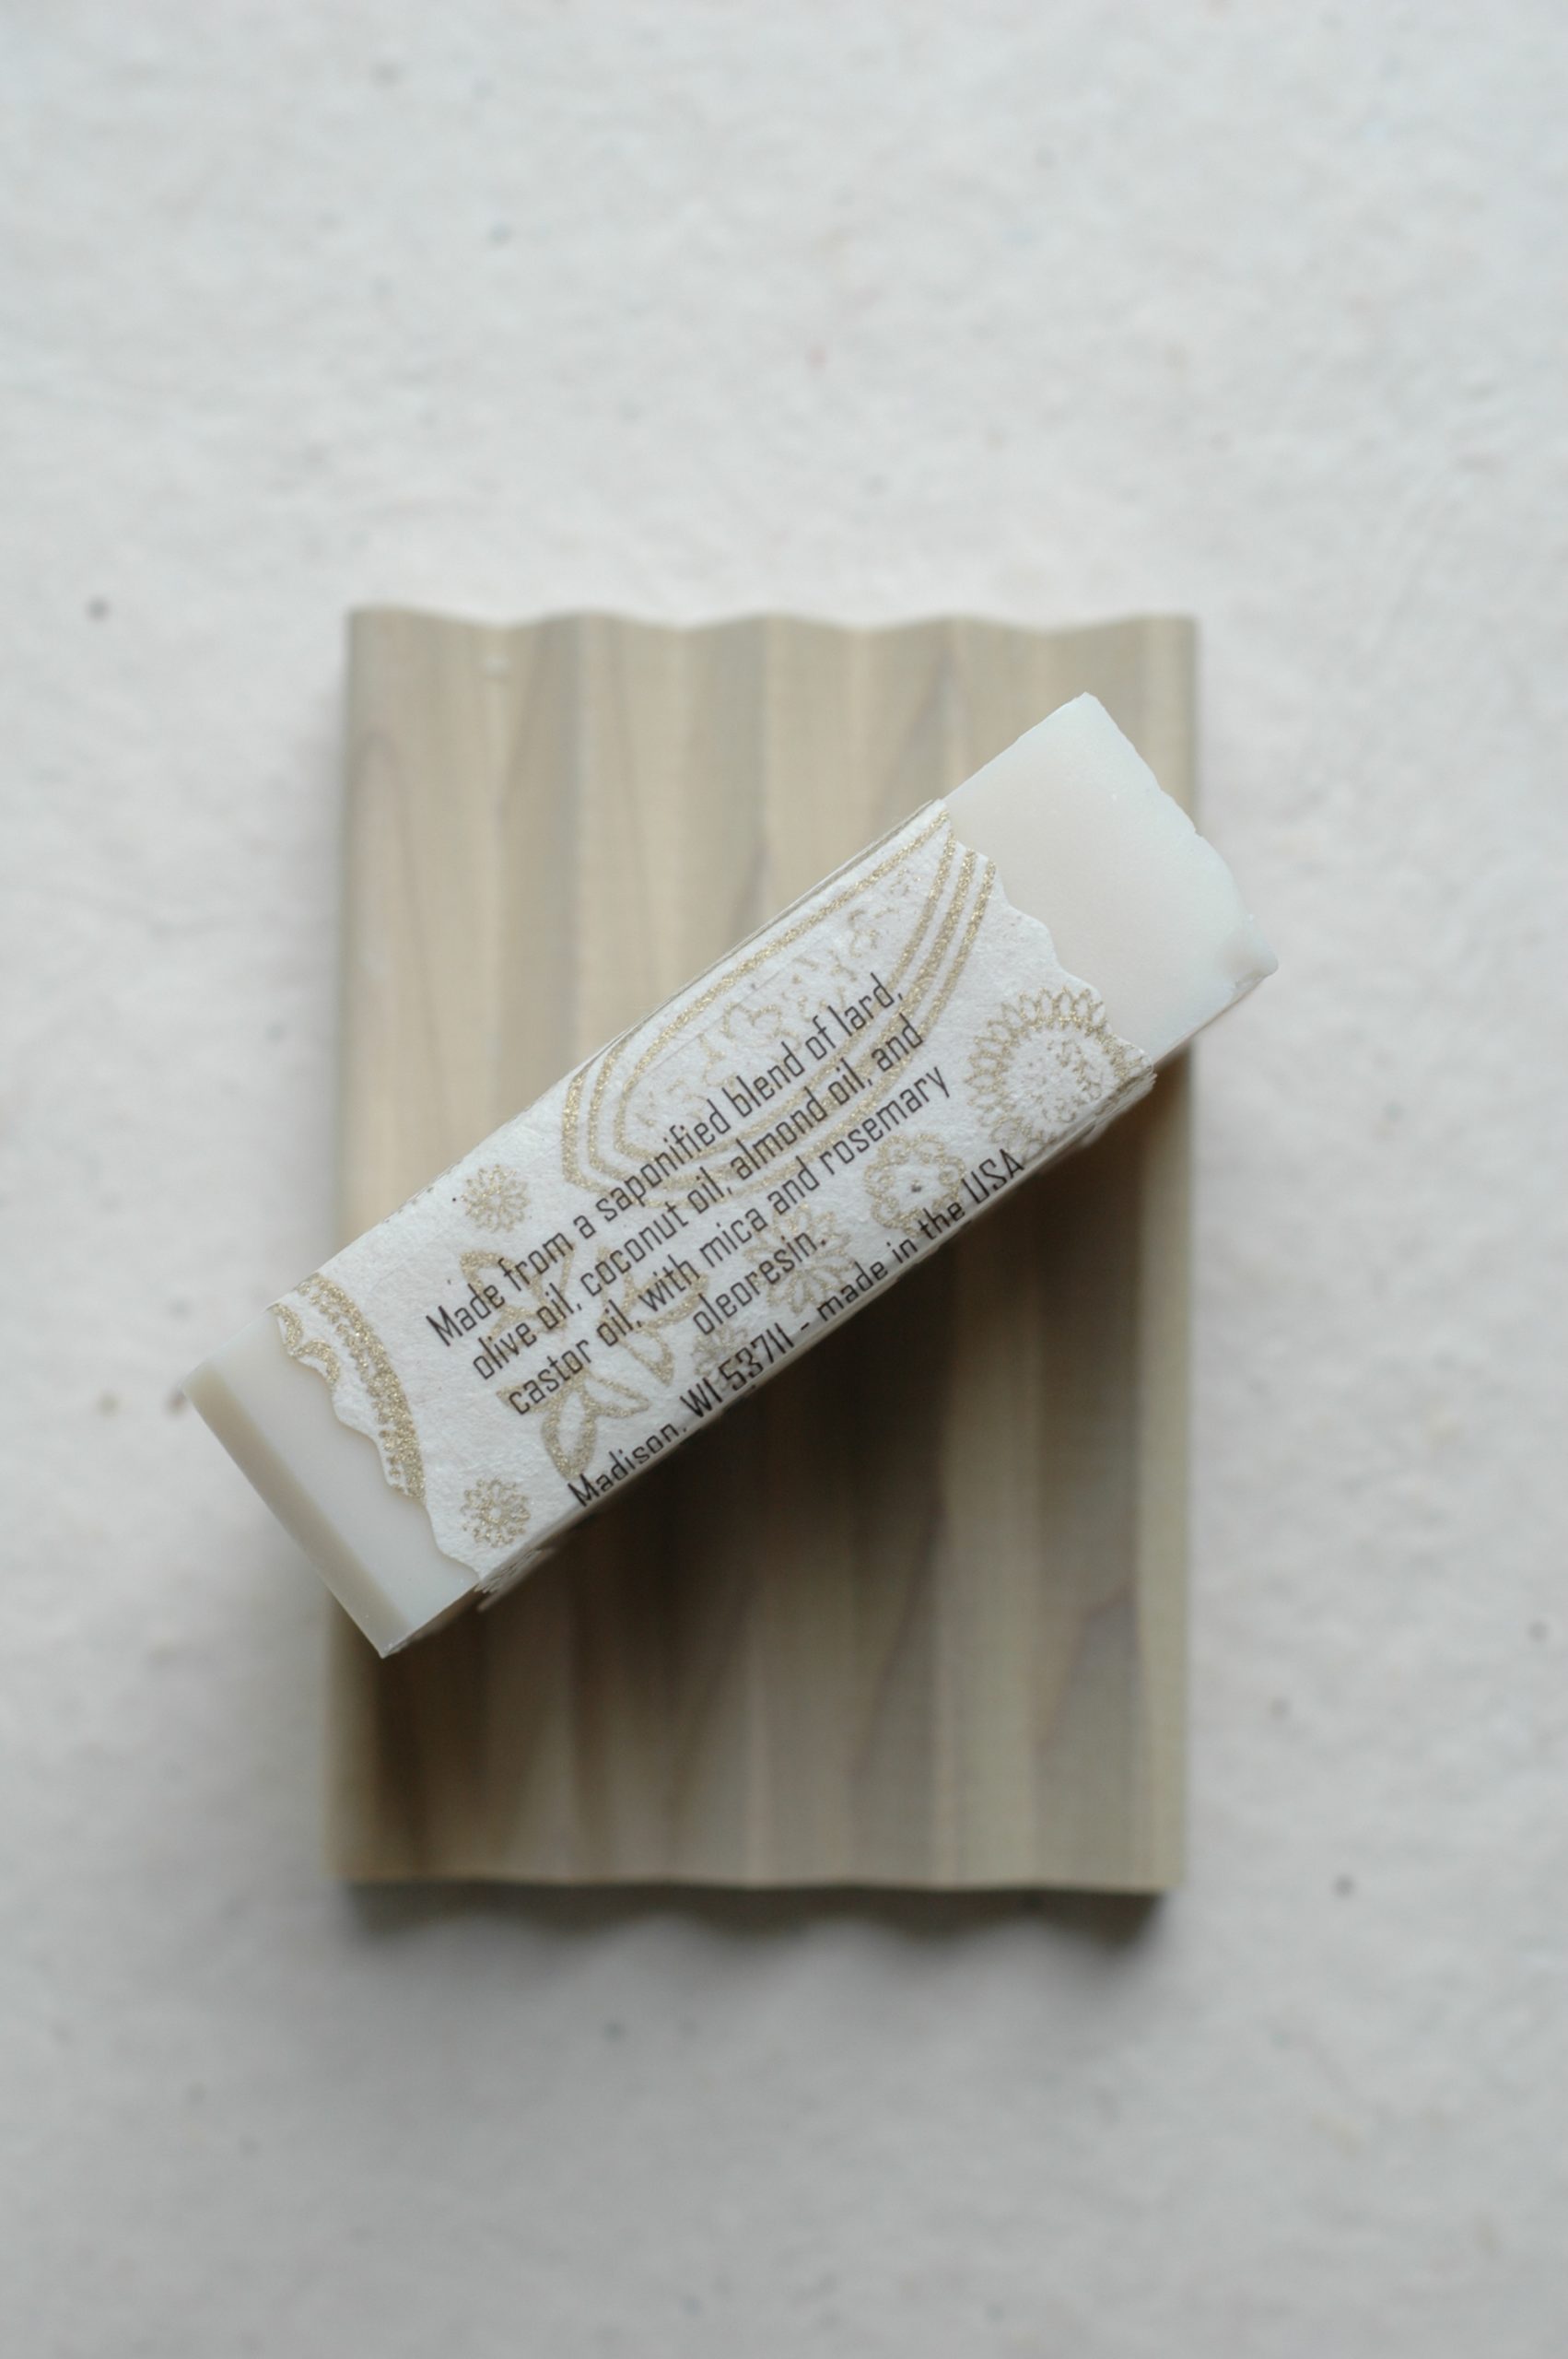 Made from a saponified blend of lard,
olive oil, coconut oil, almond oil, and
castor oil, with mica and rosemary
oleoresin.
Madison, WI 53711 - made in the USA